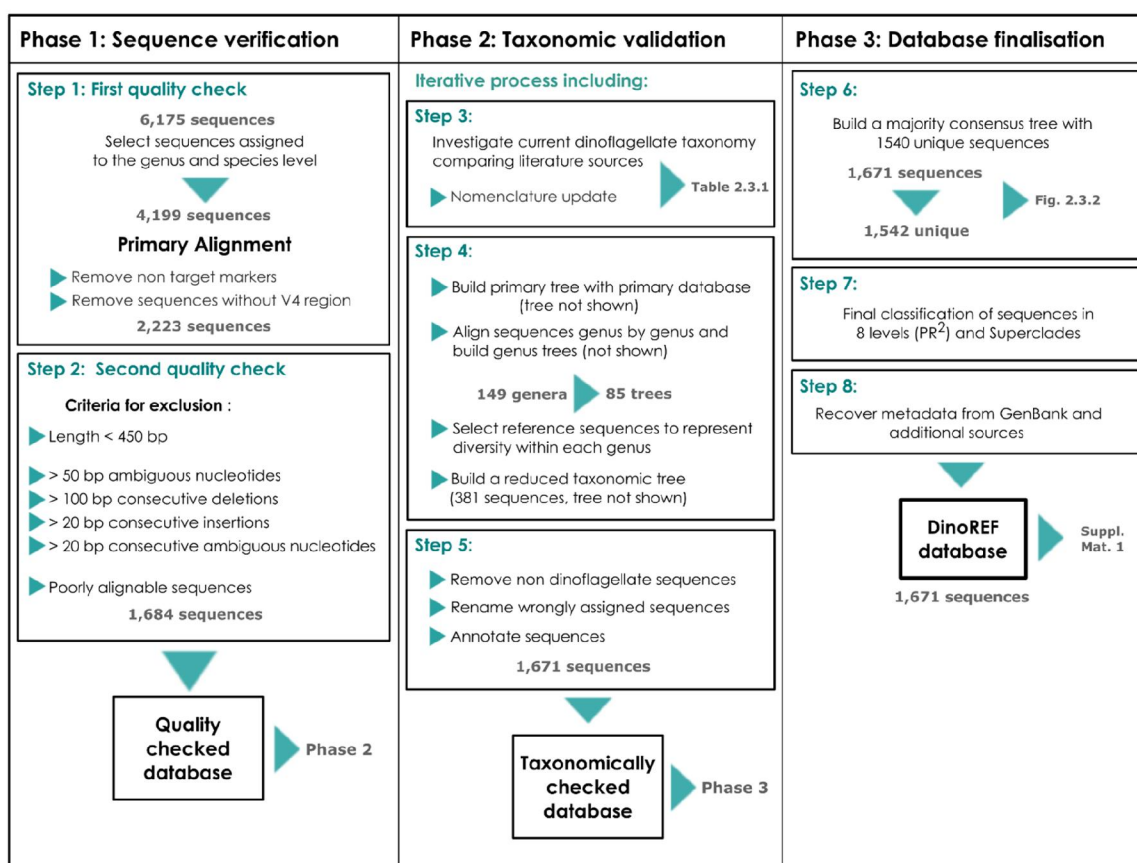 Phase 1: Sequence verification
Step 1: First quality check
6,175 sequences
Select sequences assigned
to the genus and species level
4,199 sequences
Primary Alignment
Remove non target markers
Remove sequences without V4 region
2,223 sequences
Step 2: Second quality check
Criteria for exclusion :
Length < 450 bp
> 50 bp ambiguous nucleotides
> 100 bp consecutive deletions
> 20 bp consecutive insertions
> 20 bp consecutive ambiguous nucleotides
Poorly alignable sequences
1,684 sequences
Quality
checked
database
Phase 2
Phase 2: Taxonomic validation
Iterative process including:
Step 3:
Investigate current dinoflagellate taxonomy
comparing literature sources
Nomenclature update
Table 2.3.1
Step 4
Build primary tree with primary database
(tree not shown)
Align sequences genus by genus and
build genus trees (not shown)
149 genera
85 trees
Select reference sequences to represent
diversity within each genus
Build a reduced taxonomic tree
(381 sequences, tree not shown)
Step 5:
Remove non dinoflagellate sequences
Rename wrongly assigned sequences
Annotate sequences
1,671 sequences
Taxonomically
checked
database
Phase 3
Phase 3: Database finalisation
Step 6:
Build a majority consensus tree with
1540 unique sequences
1,671 sequences
Fig. 2.3.2
1,542 unique
Step 7:
Final classification of sequences in
8 levels (PR²) and Superclades
Step 8:
Recover metadata from GenBank and
additional sources
DinoREF
database
Suppl.
Mat. 1
1,671 sequences